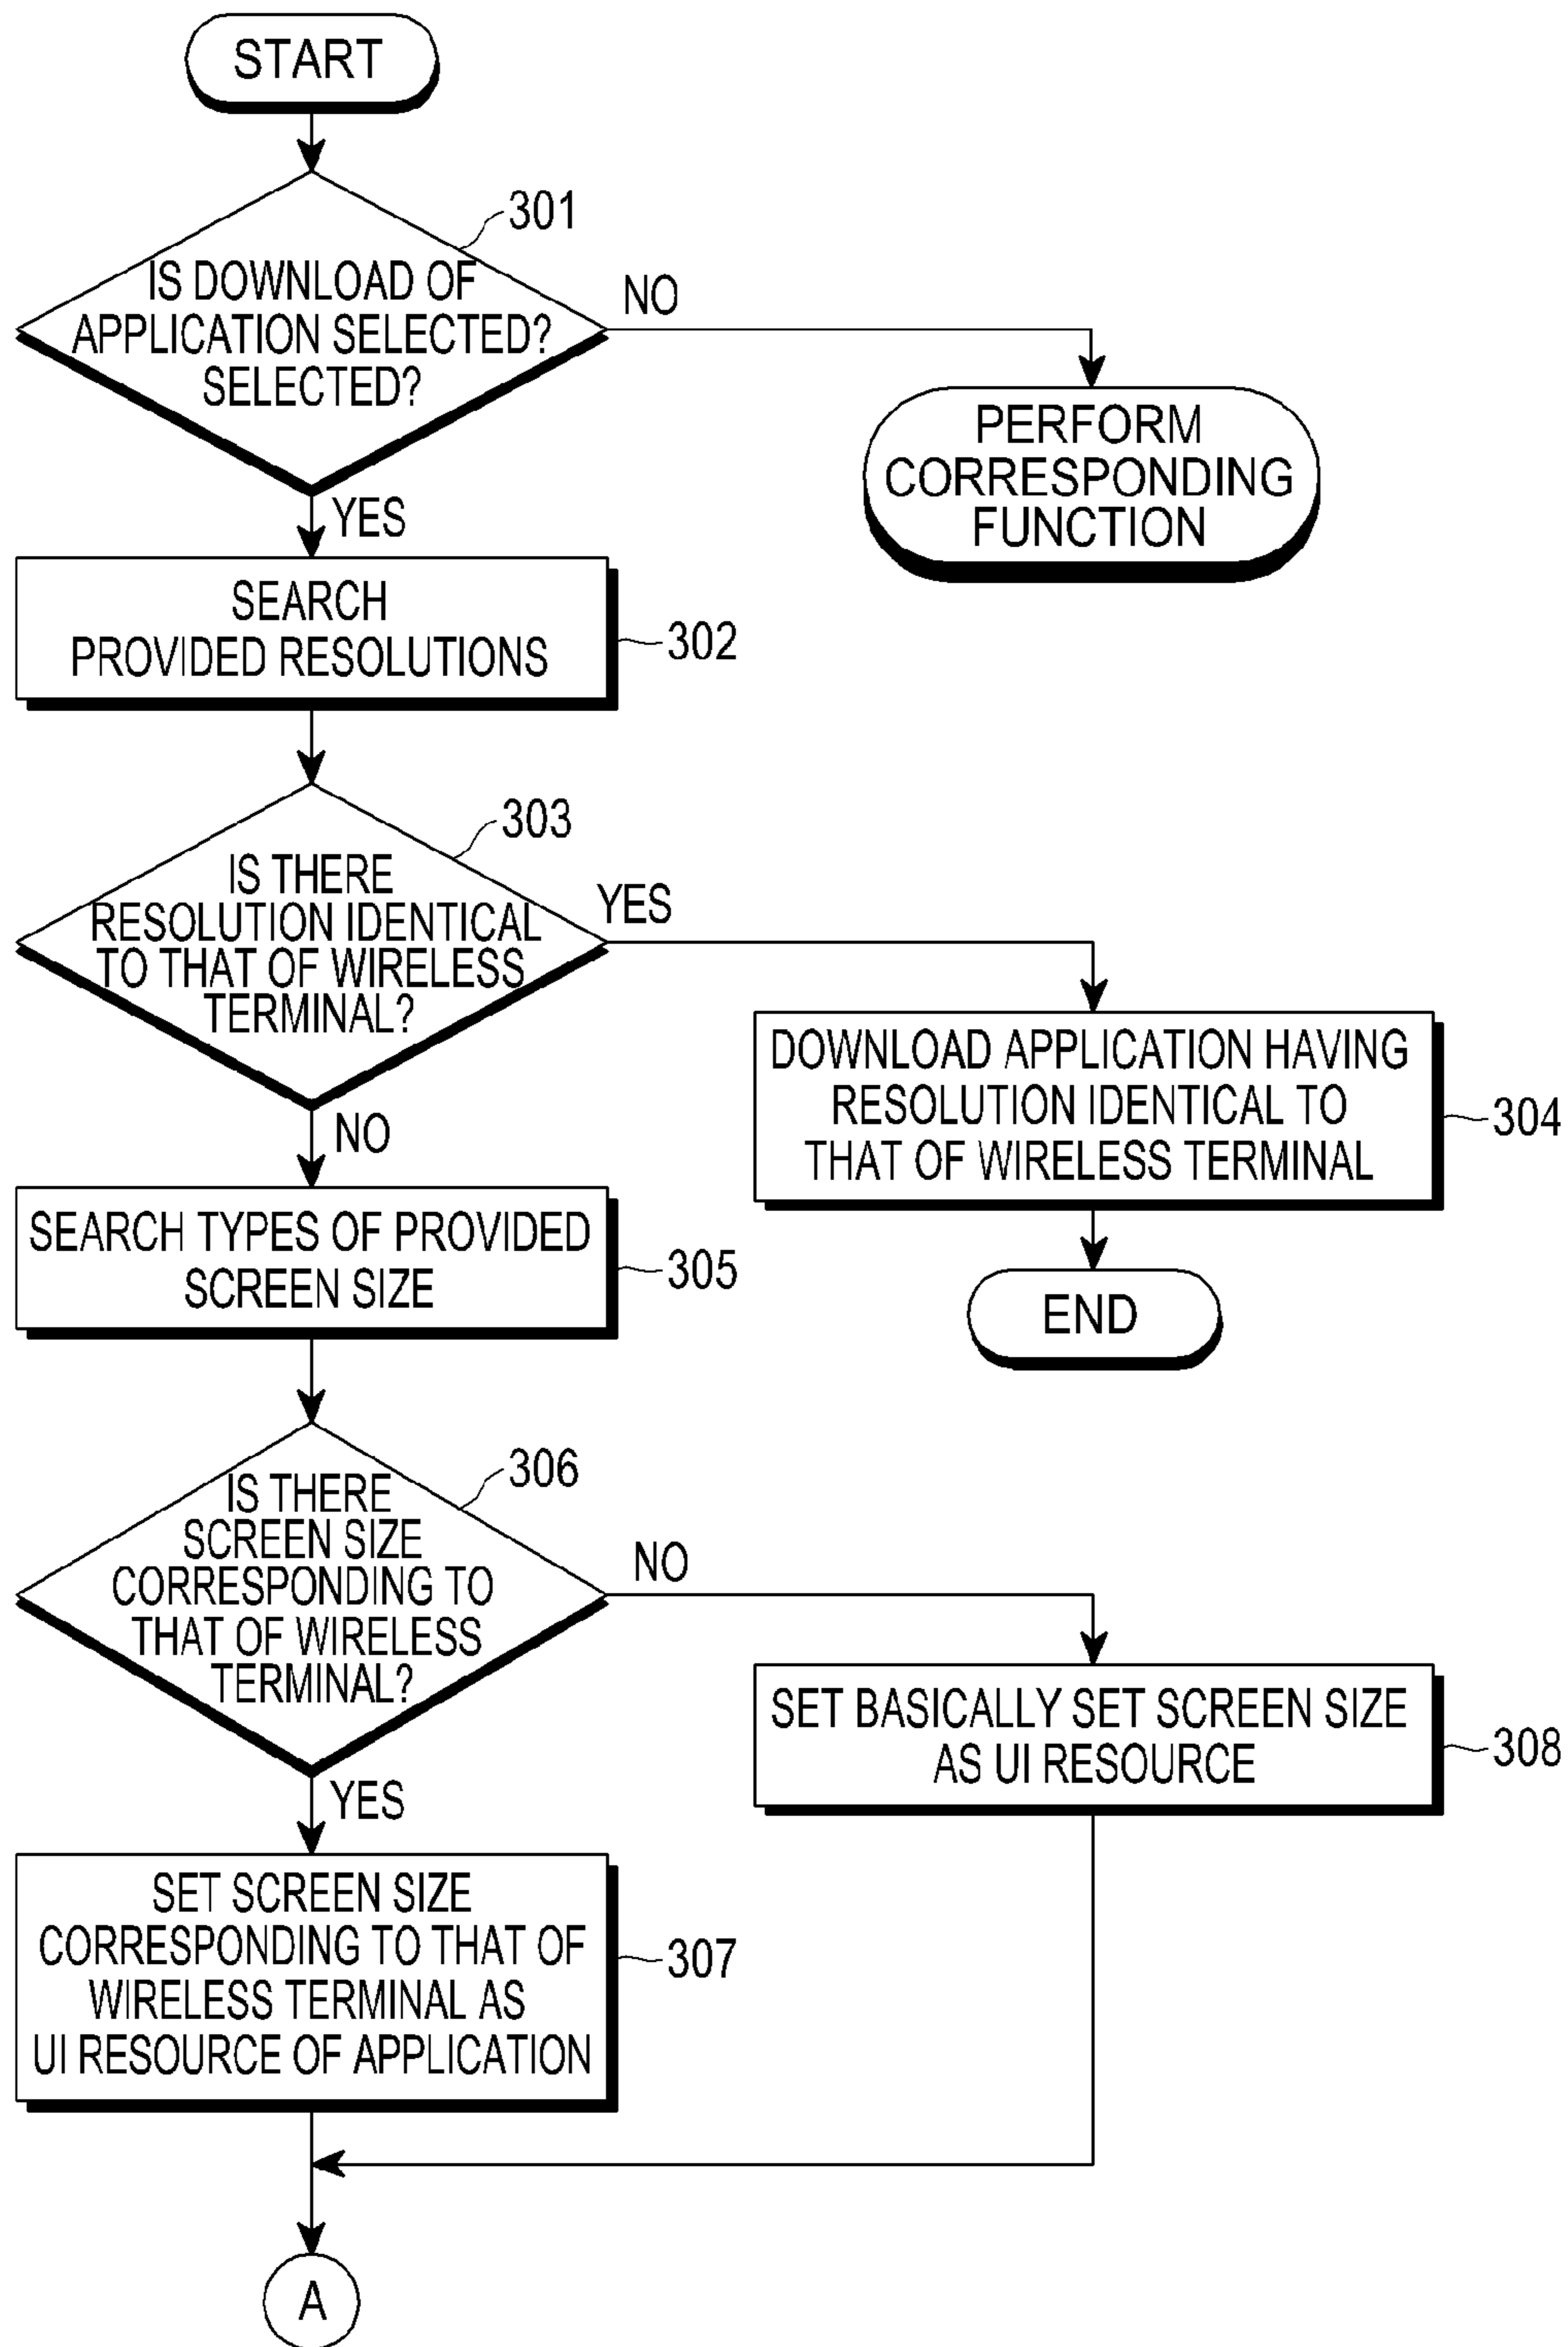 START
301
IS DOWNLOAD OF
APPLICATION SELECTED?
SELECTED?
NO
PERFORM
CORRESPONDING
FUNCTION
YES
SEARCH
PROVIDED RESOLUTIONS
302
303
IS THERE
RESOLUTION IDENTICAL
TO THAT OF WIRELESS
TERMINAL?
YES
DOWNLOAD APPLICATION HAVING
RESOLUTION IDENTICAL TO
THAT OF WIRELESS TERMINAL
304
END
NO
SEARCH TYPES OF PROVIDED
SCREEN SIZE
305
306
IS THERE
SCREEN SIZE
CORRESPONDING TO
THAT OF WIRELESS
TERMINAL?
NO
SET BASICALLY SET SCREEN SIZE
AS UI RESOURCE
308
YES
SET SCREEN SIZE
CORRESPONDING TO THAT OF
WIRELESS TERMINAL AS
UI RESOURCE OF APPLICATION
307
A